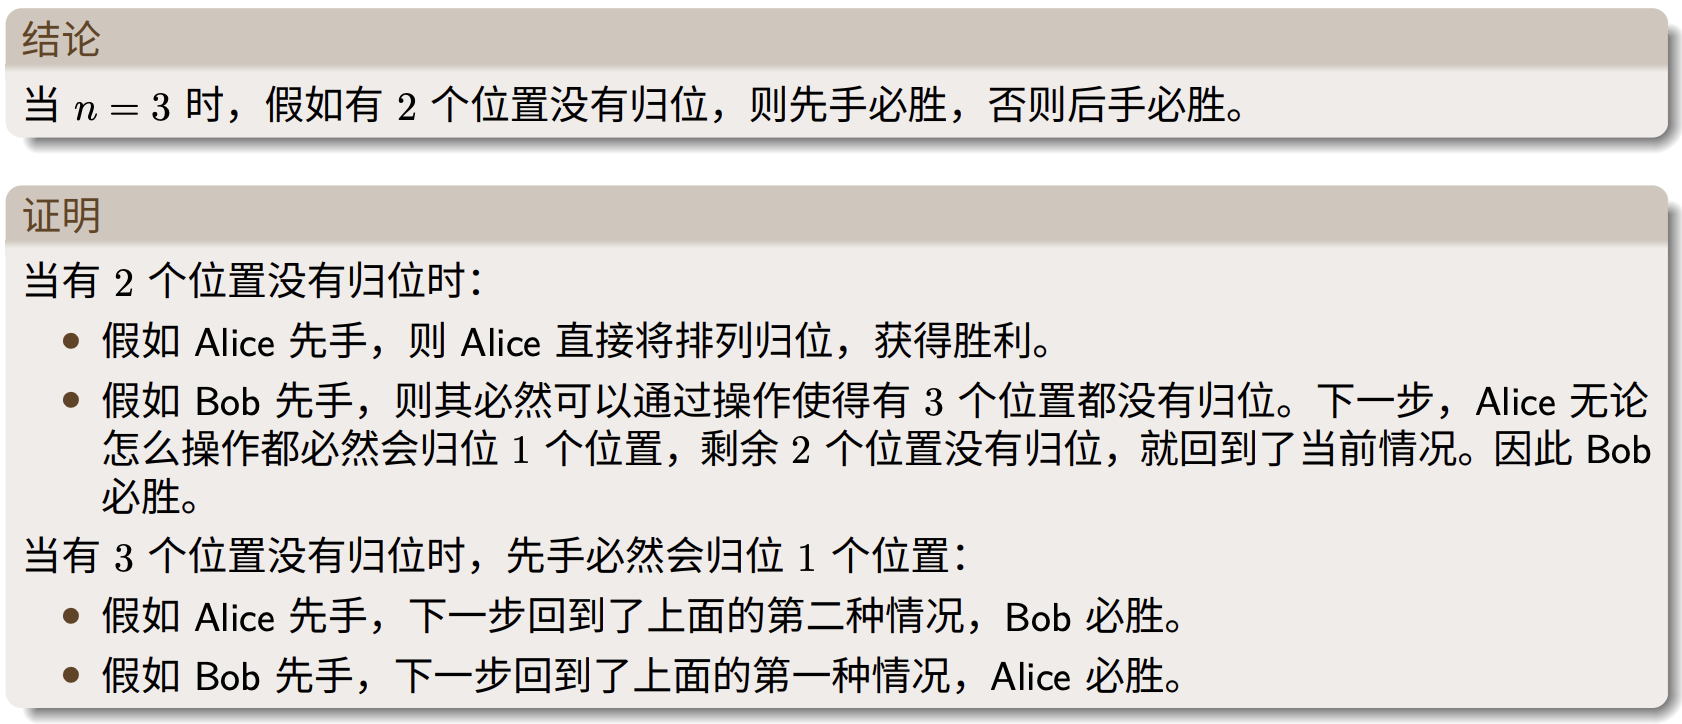 结论
当 n = 3 时，假如有 2 个位置没有归位，则先手必胜，否则后手必胜。
证明
当有 2 个位置没有归位时：
• 假如 Alice 先手，则 Alice 直接将排列归位，获得胜利。
• 假如 Bob 先手，则其必然可以通过操作使得有 3 个位置都没有归位。下一步，Alice 无论
怎么操作都必然会归位 1 个位置，剩余 2 个位置没有归位，就回到了当前情况。因此 Bob
必胜。
当有 3 个位置没有归位时，先手必然会归位 1 个位置：
• 假如 Alice 先手，下一步回到了上面的第二种情况，Bob 必胜。
• 假如 Bob 先手，下一步回到了上面的第一种情况，Alice 必胜。